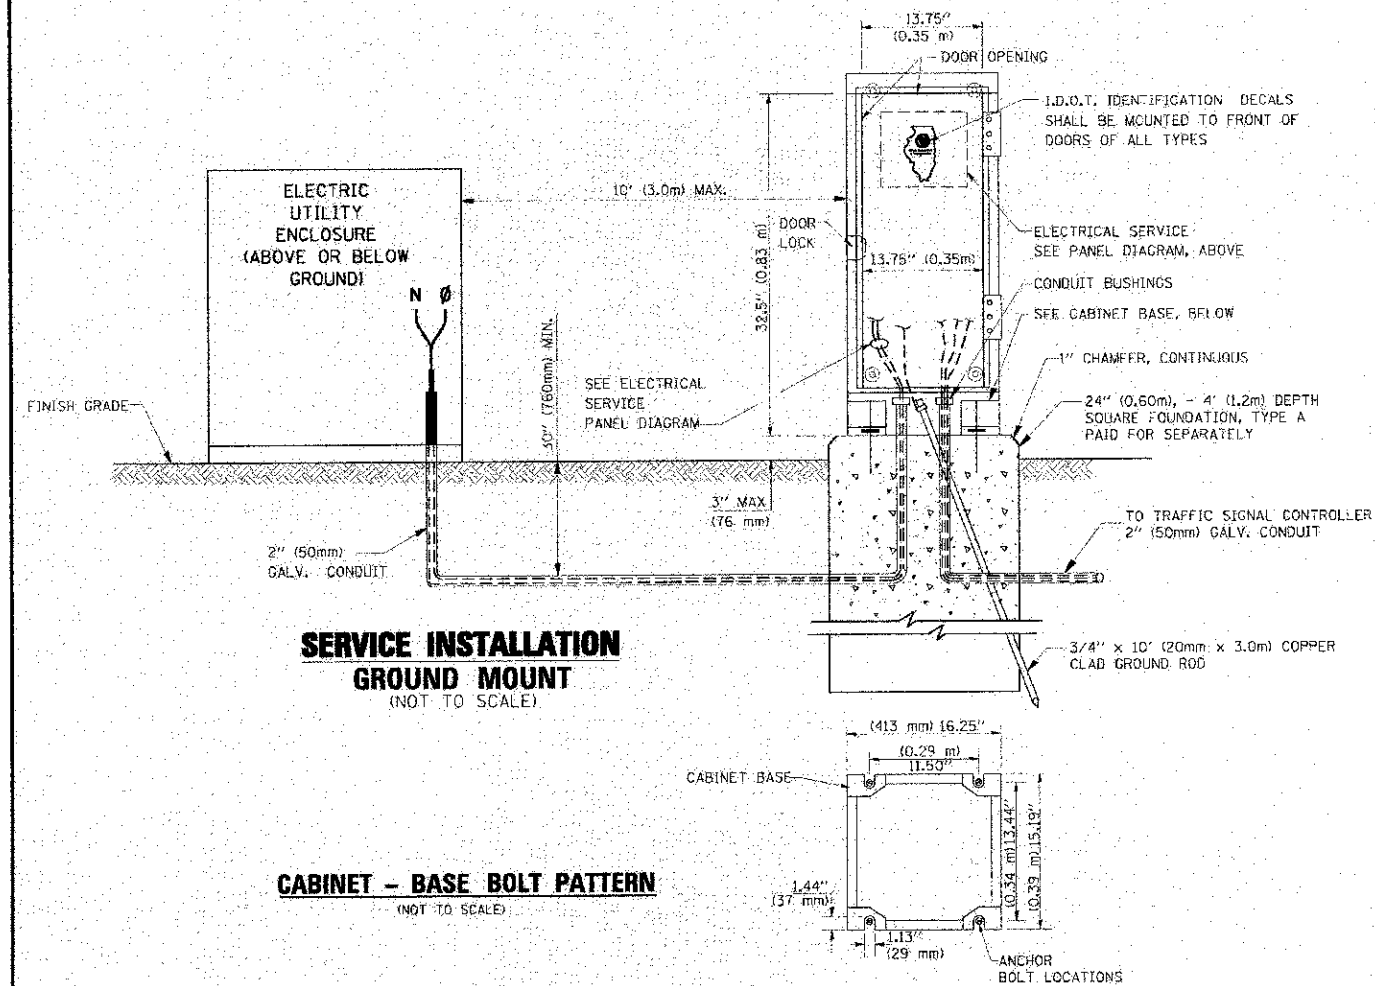 13.75"
(0.35 m)
DOOR OPENING
I.D.O.T. IDENTIFICATION DECALS
SHALL BE MOUNTED TO FRONT OF
DOORS OF ALL TYPES
ELECTRIC
UTILITY
ENCLOSURE
(ABOVE OR BELOW
GROUND)
N Ø
10' (3.0m) MAX.
DOOR
LOCK
32.5" (0.83 m)
13.75" (0.35m)
ELECTRICAL SERVICE
SEE PANEL DIAGRAM, ABOVE
CONDUIT BUSHINGS
SEE CABINET BASE, BELOW
1" CHAMFER, CONTINUOUS
24" (0.60m), - 4' (1.2m) DEPTH
SQUARE FOUNDATION, TYPE A
PAID FOR SEPARATELY
FINISH GRADE
30" (760mm) MIN.
SEE ELECTRICAL
SERVICE
PANEL DIAGRAM
3" MAX
(76 mm)
2" (50mm)
GALV. CONDUIT
TO TRAFFIC SIGNAL CONTROLLER
2" (50mm) GALV. CONDUIT
3/4" x 10' (20mm x 3.0m) COPPER
CLAD GROUND ROD
SERVICE INSTALLATION
GROUND MOUNT
(NOT TO SCALE)
(413 mm) 16.25"
(0.29 m)
11.50"
CABINET BASE
(0.34 m) 13.44"
(0.39 m) 15.19"
1.44"
(37 mm)
1.13"
(29 mm)
ANCHOR
BOLT LOCATIONS
CABINET - BASE BOLT PATTERN
(NOT TO SCALE)